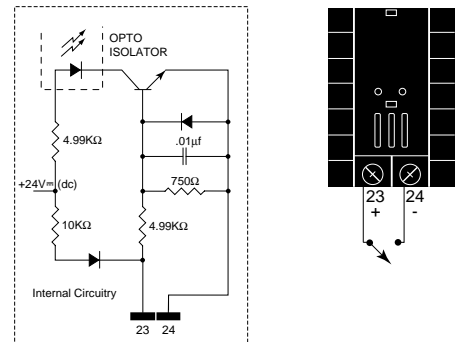 OPTO
ISOLATOR
4.99KΩ
.01µf
+24V⎓ (dc)
750Ω
10KΩ
4.99KΩ
Internal Circuitry
23 24
23 24
+ -